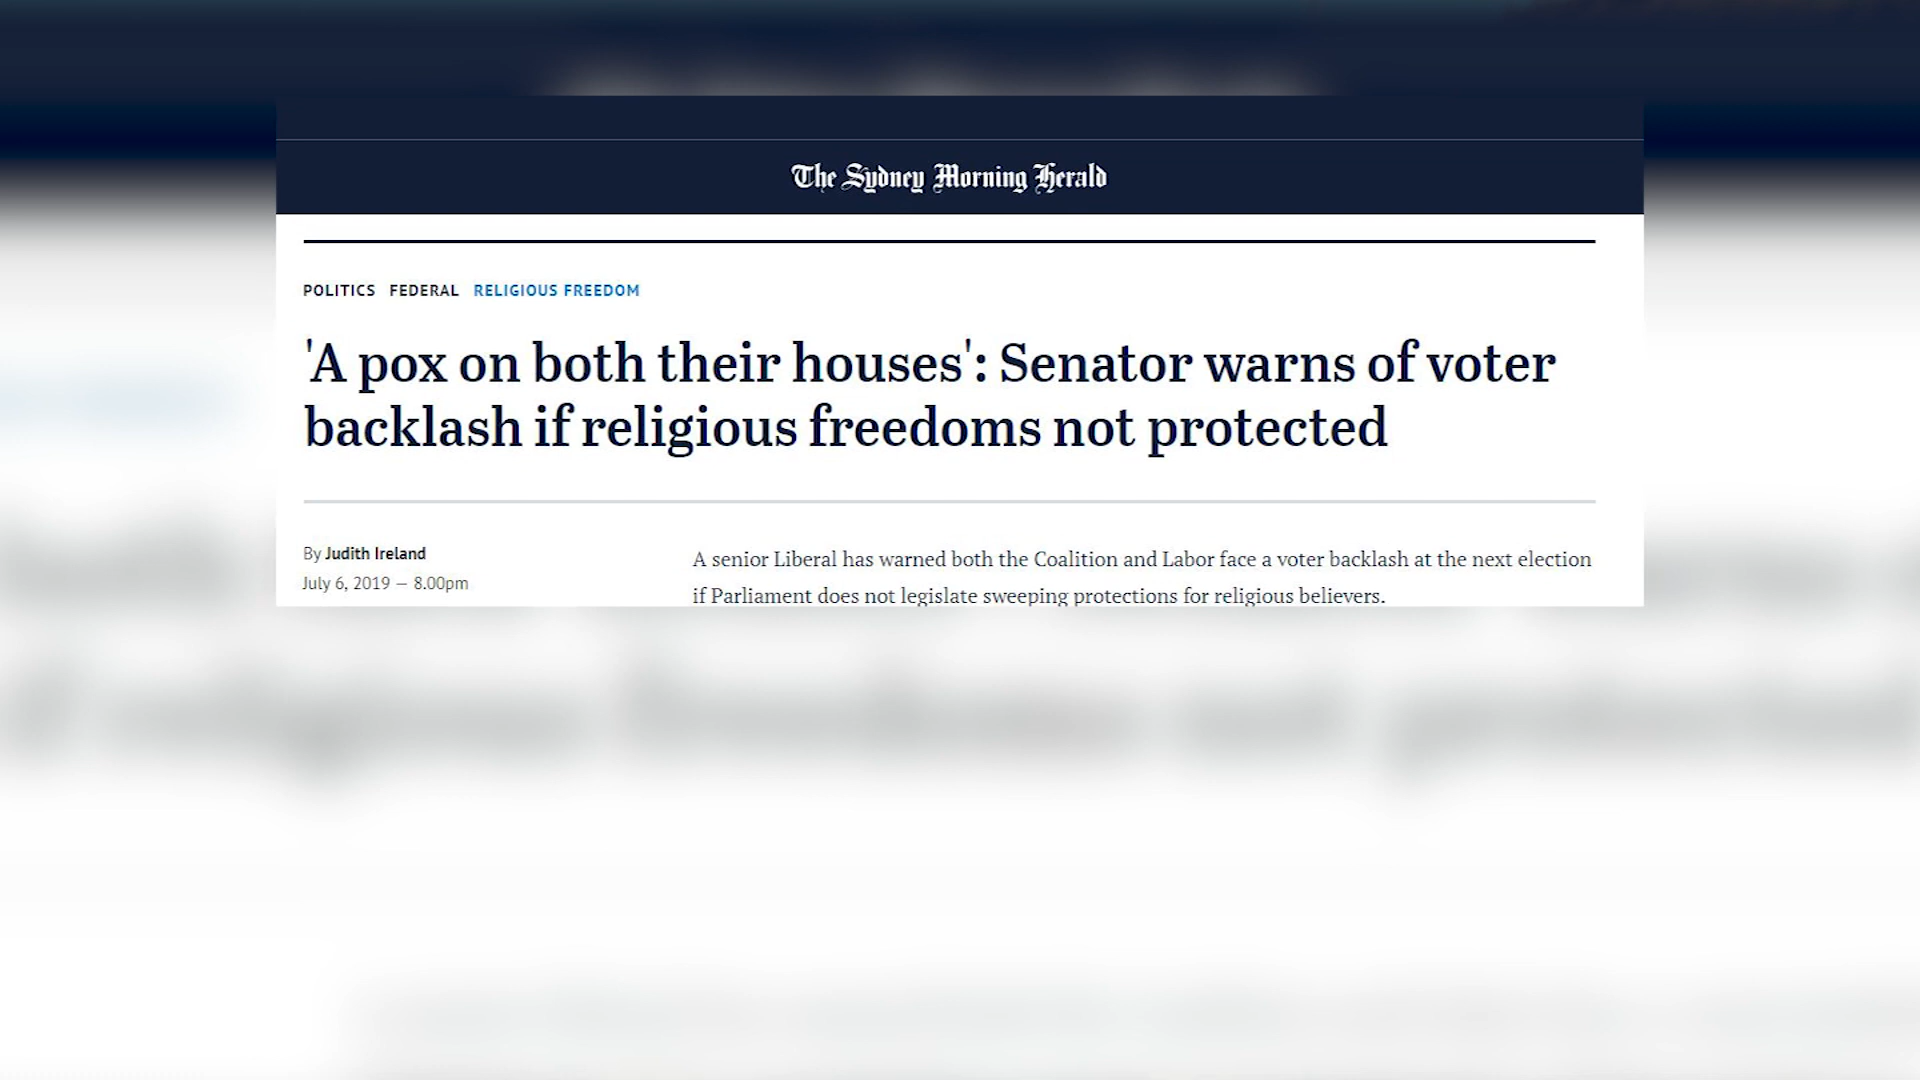 The Sydney Morning Herald
POLITICS FEDERAL RELIGIOUS FREEDOM
'A pox on both their houses': Senator warns of voter
backlash if religious freedoms not protected
By Judith Ireland
July 6, 2019 — 8.00pm
A senior Liberal has warned both the Coalition and Labor face a voter backlash at the next election
if Parliament does not legislate sweeping protections for religious believers.